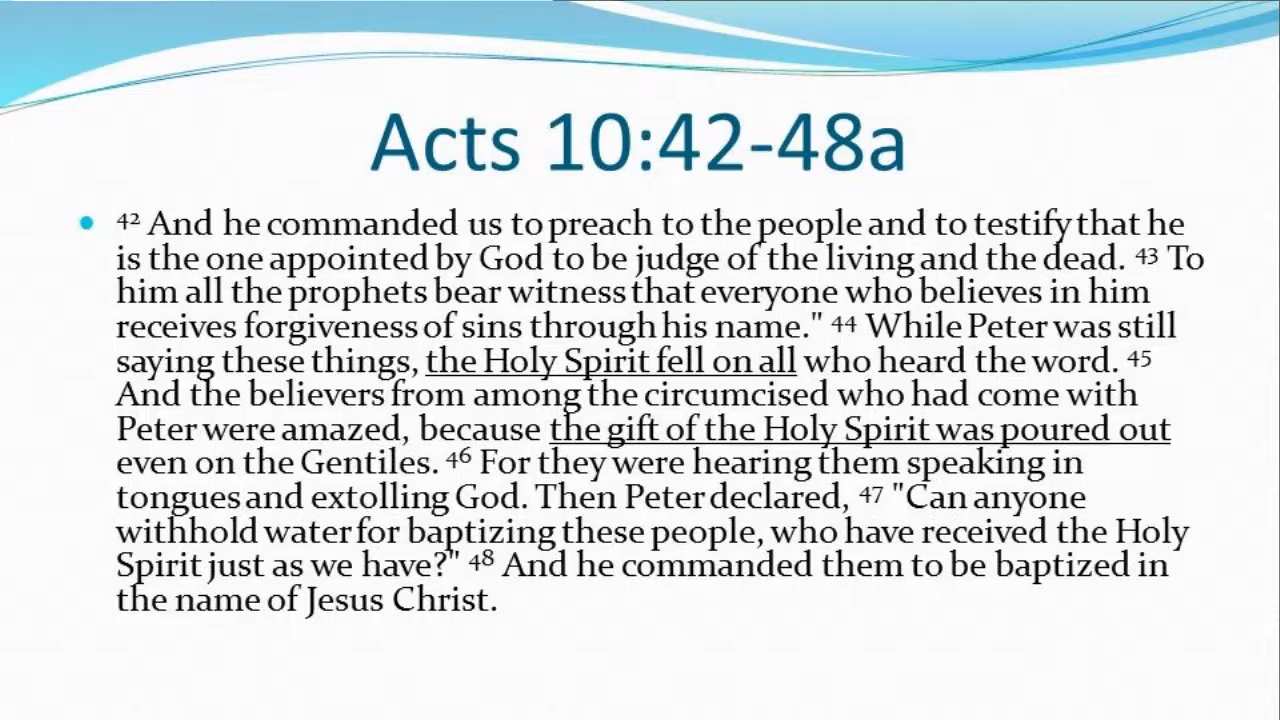 Acts 10:42-48a
• ⁴² And he commanded us to preach to the people and to testify that he
is the one appointed by God to be judge of the living and the dead. ⁴³ To
him all the prophets bear witness that everyone who believes in him
receives forgiveness of sins through his name." ⁴⁴ While Peter was still
saying these things, the Holy Spirit fell on all who heard the word. ⁴⁵
And the believers from among the circumcised who had come with
Peter were amazed, because the gift of the Holy Spirit was poured out
even on the Gentiles. ⁴⁶ For they were hearing them speaking in
tongues and extolling God. Then Peter declared, ⁴⁷ "Can anyone
withhold water for baptizing these people, who have received the Holy
Spirit just as we have?" ⁴⁸ And he commanded them to be baptized in
the name of Jesus Christ.